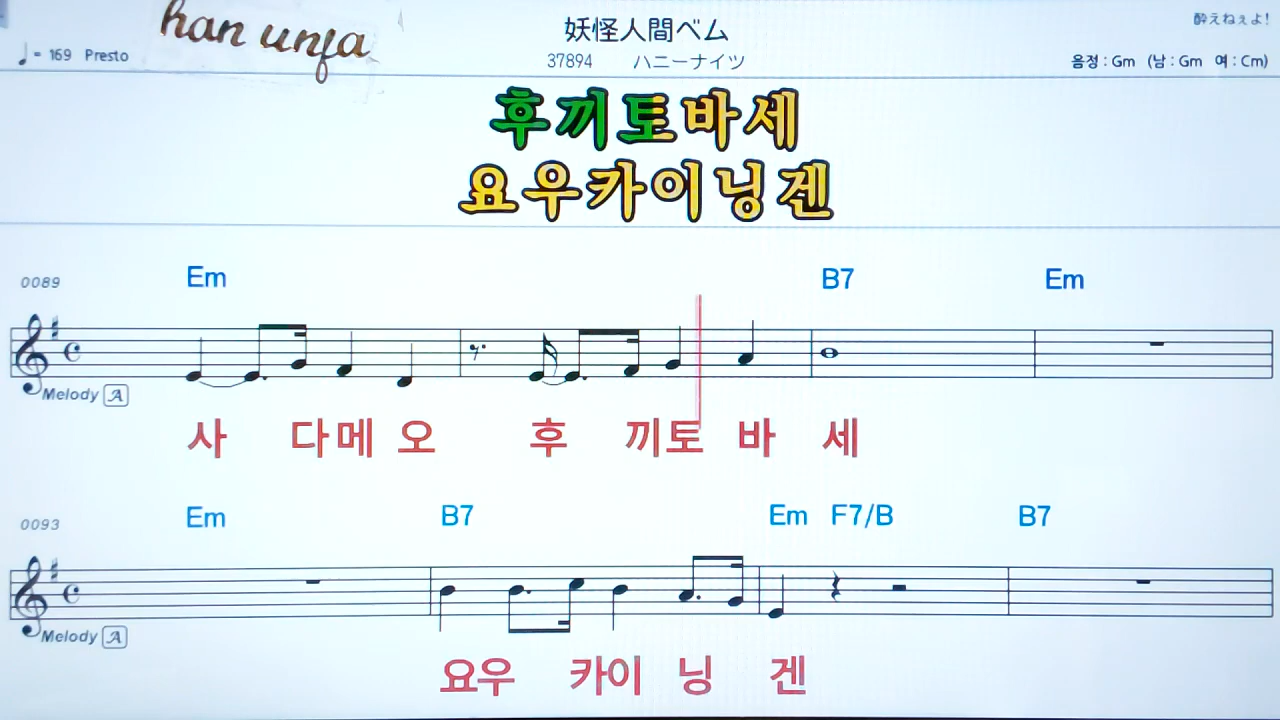 han unja
妖怪人間ベム
酔えねぇよ!
♩= 169 Presto
37894 ハニーナイツ
음정 : Gm (남 : Gm 여 : Cm)
후끼토바세
요우카이닝겐
0089 Em B7 Em
Melody A
사 다메 오 후 끼토 바 세
0093 Em B7 Em F7/B B7
Melody A
요우 카이 닝 겐